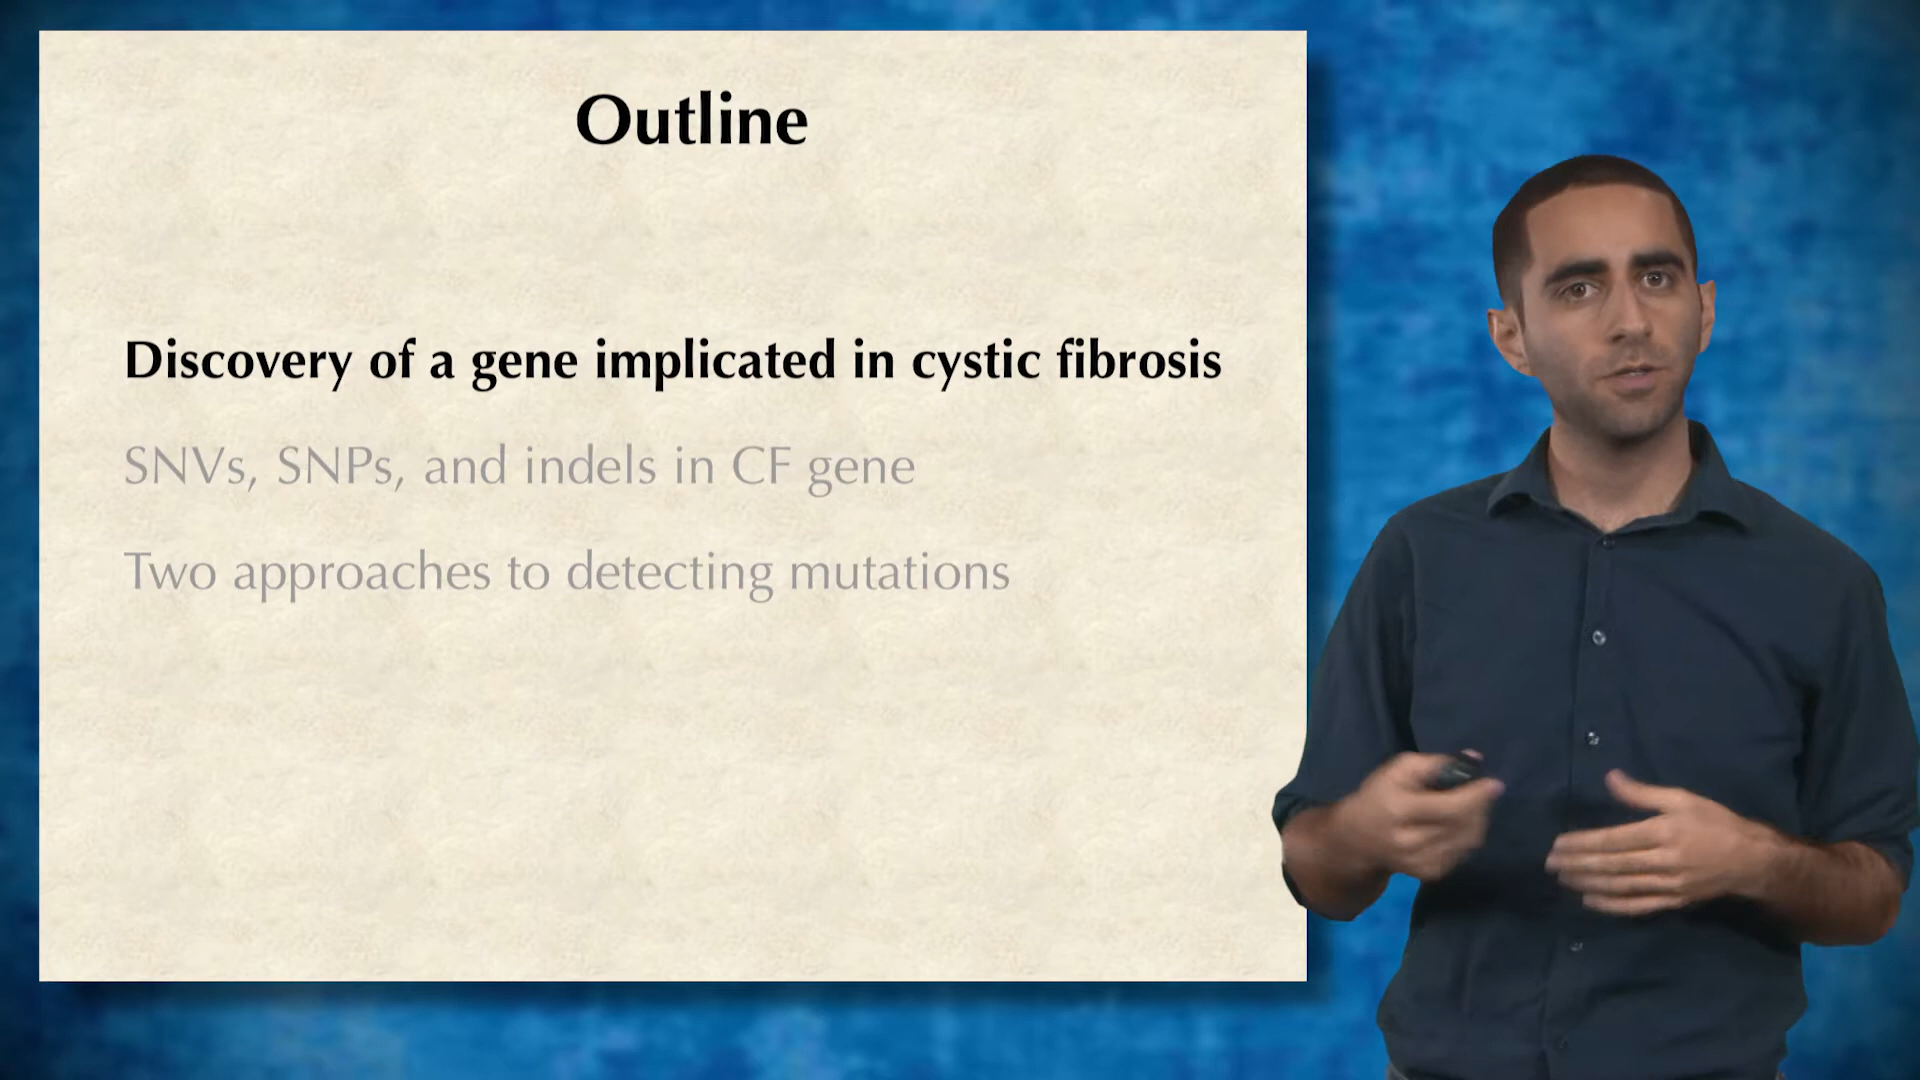 Outline
Discovery of a gene implicated in cystic fibrosis
SNVs, SNPs, and indels in CF gene
Two approaches to detecting mutations